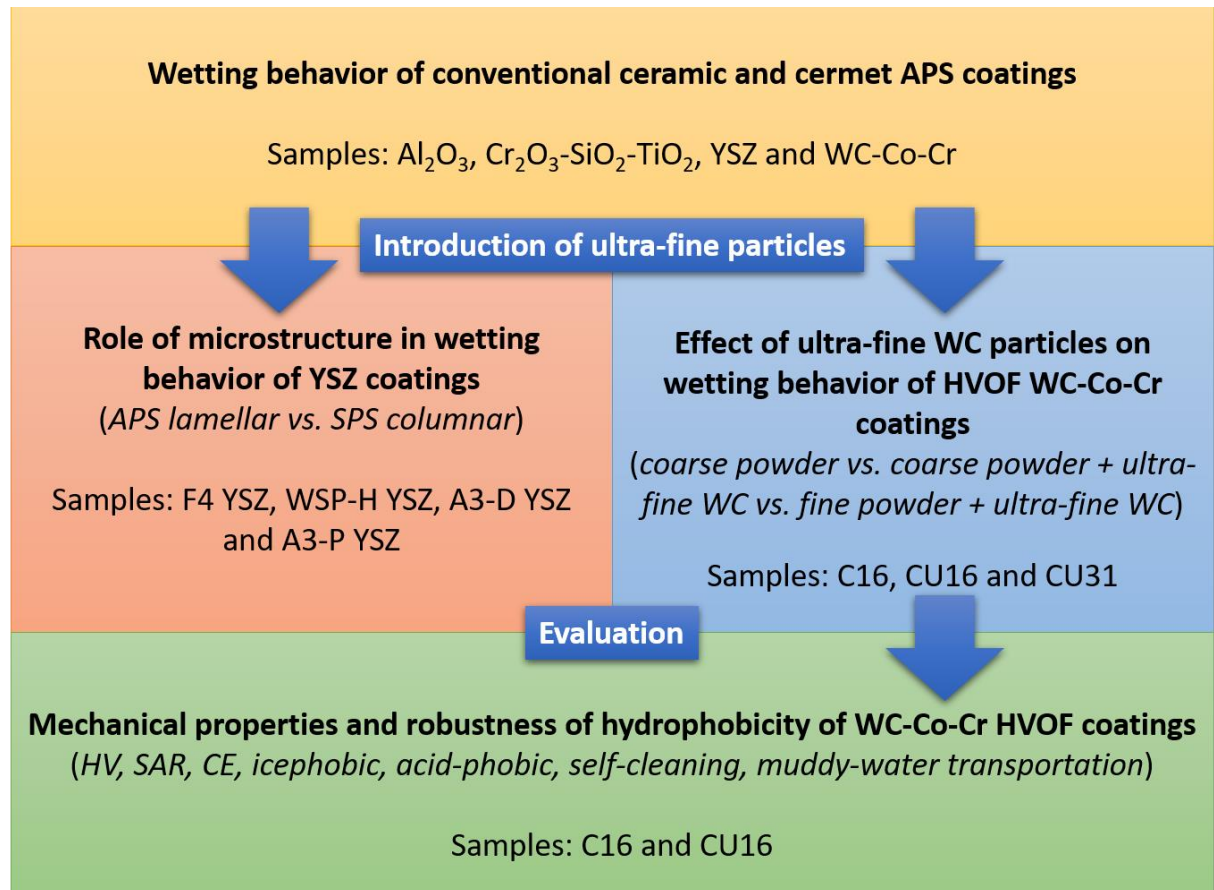 Wetting behavior of conventional ceramic and cermet APS coatings
Samples: Al₂O₃, Cr₂O₃-SiO₂-TiO₂, YSZ and WC-Co-Cr
Introduction of ultra-fine particles
Role of microstructure in wetting
behavior of YSZ coatings
(APS lamellar vs. SPS columnar)
Samples: F4 YSZ, WSP-H YSZ, A3-D YSZ
and A3-P YSZ
Effect of ultra-fine WC particles on
wetting behavior of HVOF WC-Co-Cr
coatings
(coarse powder vs. coarse powder + ultra-
fine WC vs. fine powder + ultra-fine WC)
Samples: C16, CU16 and CU31
Evaluation
Mechanical properties and robustness of hydrophobicity of WC-Co-Cr HVOF coatings
(HV, SAR, CE, icephobic, acid-phobic, self-cleaning, muddy-water transportation)
Samples: C16 and CU16